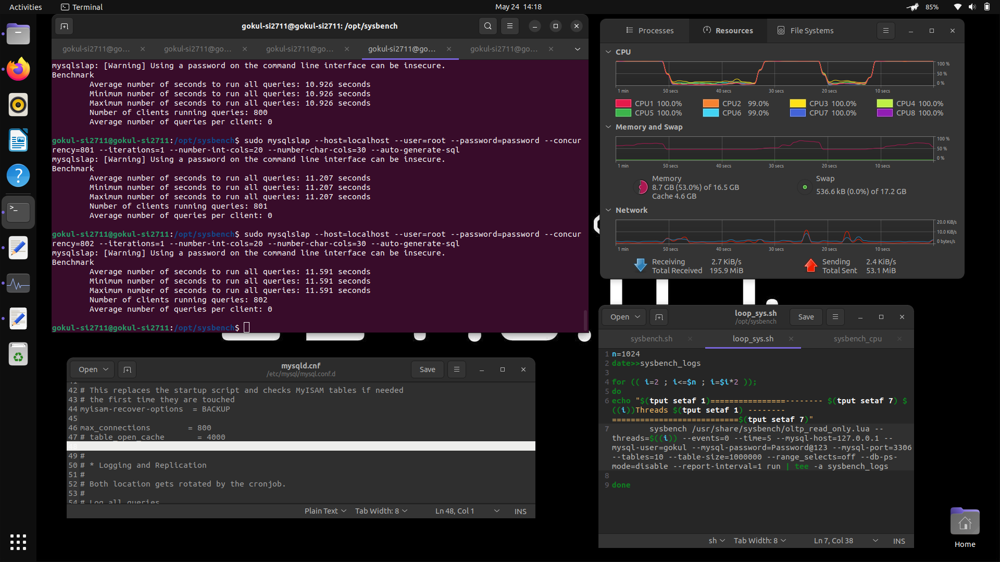 Activities
Terminal
May 24 14:18
85%
gokul-si2711@gokul-si2711: /opt/sysbench
gokul-si2711@go...
gokul-si2711@go...
gokul-si2711@go...
gokul-si2711@go...
gokul-si2711@go...
mysqlslap: [Warning] Using a password on the command line interface can be insecure.
Benchmark
Average number of seconds to run all queries: 10.926 seconds
Minimum number of seconds to run all queries: 10.926 seconds
Maximum number of seconds to run all queries: 10.926 seconds
Number of clients running queries: 800
Average number of queries per client: 0
gokul-si2711@gokul-si2711:/opt/sysbench$ sudo mysqlslap --host=localhost --user=root --password=password --concur
rency=801 --iterations=1 --number-int-cols=20 --number-char-cols=30 --auto-generate-sql
mysqlslap: [Warning] Using a password on the command line interface can be insecure.
Benchmark
Average number of seconds to run all queries: 11.207 seconds
Minimum number of seconds to run all queries: 11.207 seconds
Maximum number of seconds to run all queries: 11.207 seconds
Number of clients running queries: 801
Average number of queries per client: 0
gokul-si2711@gokul-si2711:/opt/sysbench$ sudo mysqlslap --host=localhost --user=root --password=password --concur
rency=802 --iterations=1 --number-int-cols=20 --number-char-cols=30 --auto-generate-sql
mysqlslap: [Warning] Using a password on the command line interface can be insecure.
Benchmark
Average number of seconds to run all queries: 11.591 seconds
Minimum number of seconds to run all queries: 11.591 seconds
Maximum number of seconds to run all queries: 11.591 seconds
Number of clients running queries: 802
Average number of queries per client: 0
gokul-si2711@gokul-si2711:/opt/sysbench$
Processes
Resources
File Systems
CPU
100 %
50 %
0 %
1 min 50 secs 40 secs 30 secs 20 secs 10 secs
CPU1 100.0% CPU2 99.0% CPU3 100.0% CPU4 100.0%
CPU5 100.0% CPU6 99.0% CPU7 100.0% CPU8 100.0%
Memory and Swap
100 %
50 %
0 %
1 min 50 secs 40 secs 30 secs 20 secs 10 secs
Memory
8.7 GB (53.0%) of 16.5 GB
Cache 4.6 GB
Swap
536.6 kB (0.0%) of 17.2 GB
Network
20.0 KiB/s
10.0 KiB/s
0 bytes/s
1 min 50 secs 40 secs 30 secs 20 secs 10 secs
Receiving 2.7 KiB/s
Total Received 195.9 MiB
Sending 2.4 KiB/s
Total Sent 53.1 MiB
Open
mysqld.cnf
/etc/mysql/mysql.conf.d
Save
41
42 # This replaces the startup script and checks MyISAM tables if needed
43 # the first time they are touched
44 myisam-recover-options = BACKUP
45
46 max_connections = 800
47 # table_open_cache = 4000
48
49 #
50 # * Logging and Replication
51 #
52 # Both location gets rotated by the cronjob.
53 #
54 # Log all queries
Plain Text
Tab Width: 8
Ln 48, Col 1
INS
Open
loop_sys.sh
/opt/sysbench
Save
sysbench.sh
loop_sys.sh
sysbench_cpu
1 n=1024
2 date>>sysbench_logs
3
4 for (( i=2 ; i<=$n ; i=$i*2 ));
5 do
6 echo "$(tput setaf 1)================-------- $(tput setaf 7) $
((i))Threads $(tput setaf 1) --------
===========================$(tput setaf 7)"
7 sysbench /usr/share/sysbench/oltp_read_only.lua --
threads=$((i)) --events=0 --time=5 --mysql-host=127.0.0.1 --
mysql-user=gokul --mysql-password=Password@123 --mysql-port=3306
--tables=10 --table-size=1000000 --range_selects=off --db-ps-
mode=disable --report-interval=1 run | tee -a sysbench_logs
8
9 done
sh
Tab Width: 8
Ln 7, Col 38
INS
Home